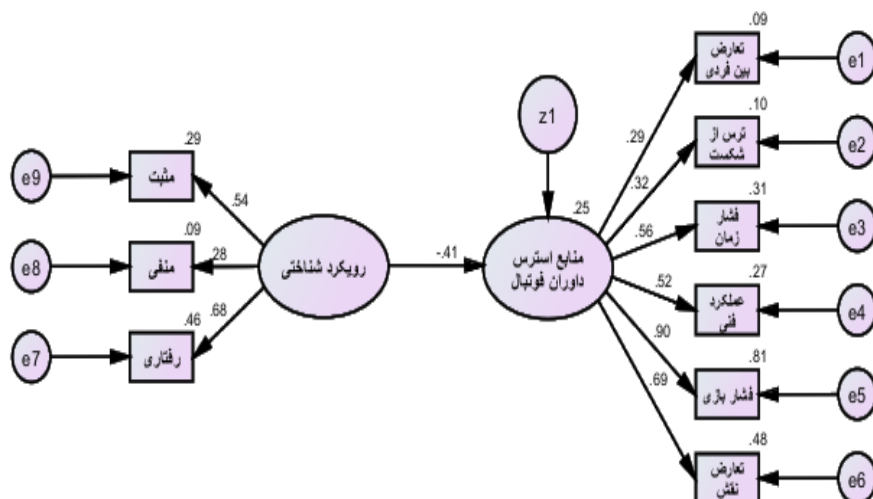 .09
تعارض
بین فردی
e1
.29
z1
.10
ترس از
شکست
e2
.32
.29
مثبت
e9
.54
.25
.31
فشار
زمان
e3
.56
منابع استرس
داوران فوتبال
-.41
رویکرد شناختی
.09
منفی
e8
.28
.27
عملکرد
فنی
e4
.52
.46
رفتاری
e7
.68
.90
.81
فشار بازی
e5
.69
.48
تعارض
نقش
e6